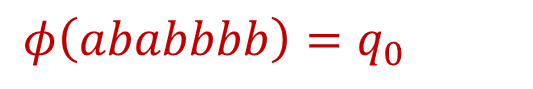 ϕ(ababbbb) = q₀